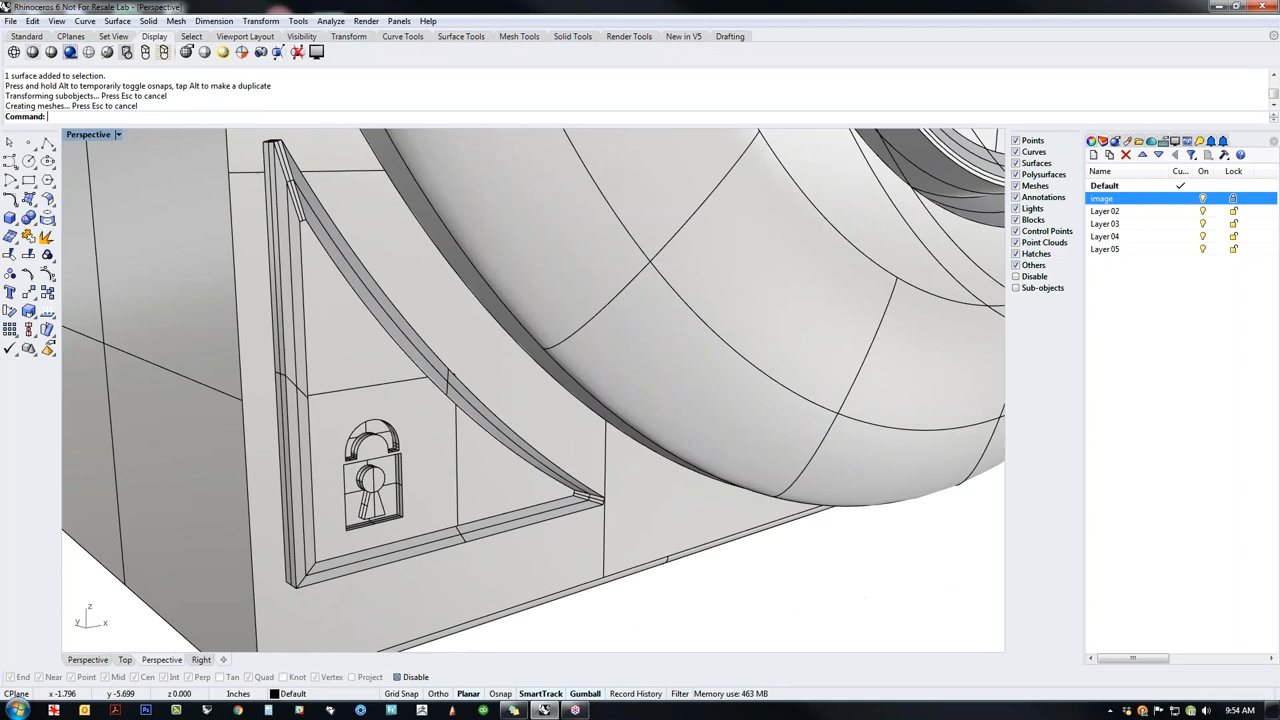 Rhinoceros 6 Not For Resale Lab - [Perspective]
File Edit View Curve Surface Solid Mesh Dimension Transform Tools Analyze Render Panels Help
Standard CPlanes Set View Display Select Viewport Layout Visibility Transform Curve Tools Surface Tools Solid Tools Mesh Tools Render Tools New in V5 Drafting
1 surface added to selection.
Press and hold Alt to temporarily toggle osnaps, tap Alt to make a duplicate
Transforming subobjects... Press Esc to cancel
Creating meshes... Press Esc to cancel
Command:
Perspective
Points
Curves
Surfaces
Polysurfaces
Meshes
Annotations
Lights
Blocks
Control Points
Point Clouds
Hatches
Others
Disable
Sub-objects
Name Cu... On Lock
Default
image
Layer 02
Layer 03
Layer 04
Layer 05
z
y x
Perspective Top Perspective Right
End Near Point Mid Cen Int Perp Tan Quad Knot Vertex Project Disable
CPlane x -1.796 y -5.699 z 0.000 Inches Default Grid Snap Ortho Planar Osnap SmartTrack Gumball Record History Filter Memory use: 463 MB
9:54 AM